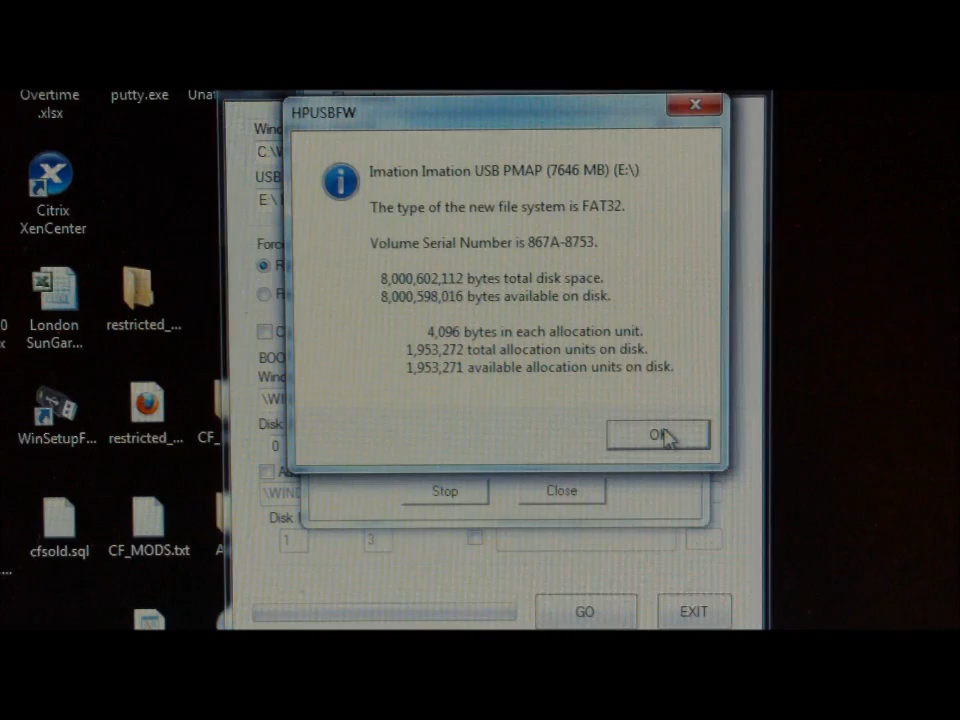 Overtime
.xlsx
putty.exe
Citrix
XenCenter
London
SunGar...
restricted_...
WinSetupF...
restricted_...
CF_
cfsold.sql
CF_MODS.txt
HPUSBFW
Imation Imation USB PMAP (7646 MB) (E:\)
The type of the new file system is FAT32.
Volume Serial Number is 867A-8753.
8,000,602,112 bytes total disk space.
8,000,598,016 bytes available on disk.
4,096 bytes in each allocation unit.
1,953,272 total allocation units on disk.
1,953,271 available allocation units on disk.
Wind
C:\W
USB
E:\
Force
BOO
Wind
\WI
Disk
0
\WIND
Disk
1
3
Stop
Close
GO
EXIT